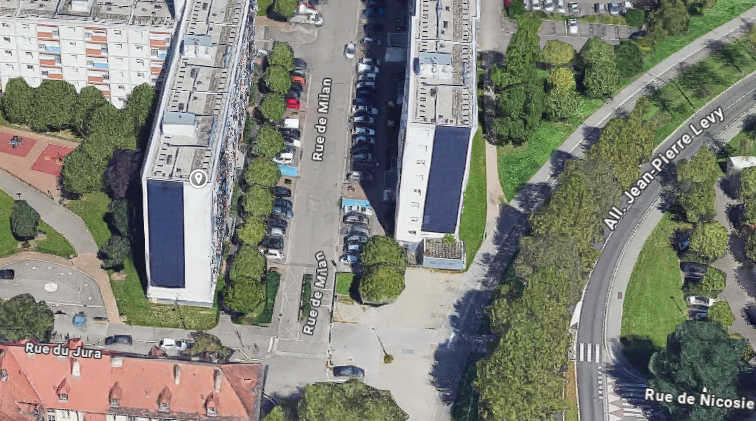 Rue de Milan
All. Jean-Pierre Levy
Rue de Milan
Rue du Jura
Rue de Nicosie